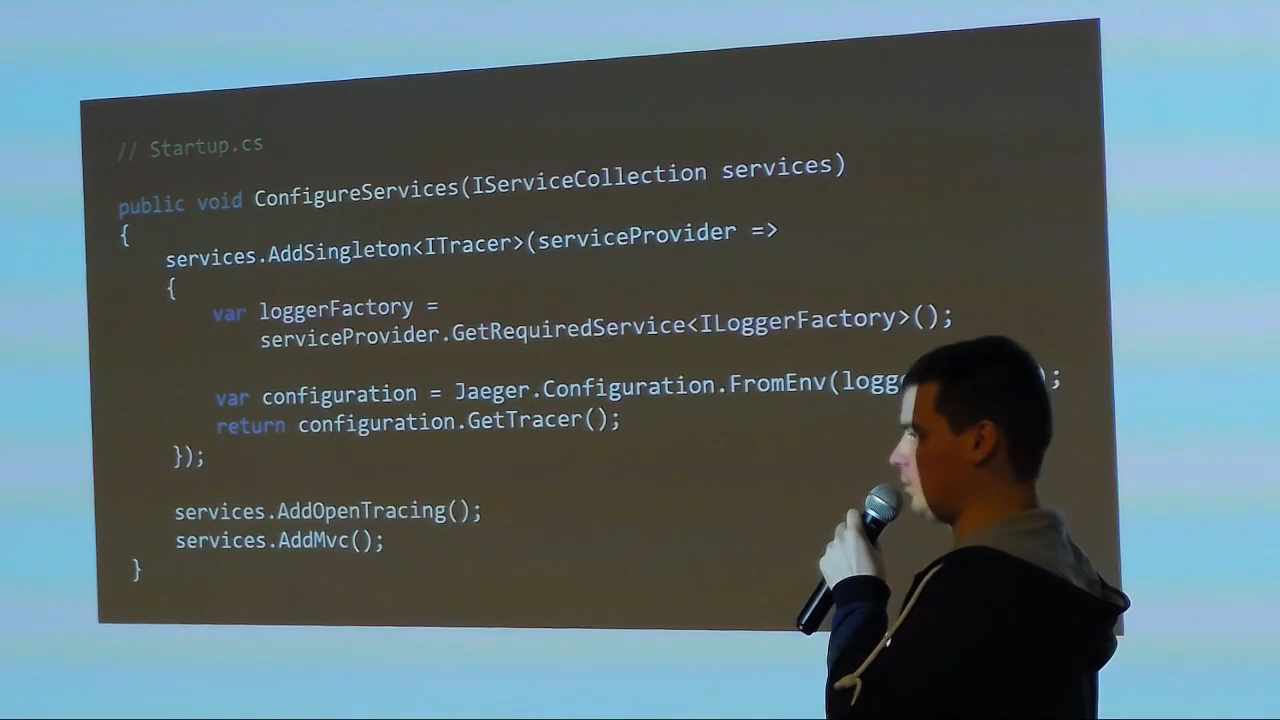 // Startup.cs
public void ConfigureServices(IServiceCollection services)
{
services.AddSingleton<ITracer>(serviceProvider =>
{
var loggerFactory =
serviceProvider.GetRequiredService<ILoggerFactory>();
var configuration = Jaeger.Configuration.FromEnv(logg );
return configuration.GetTracer();
});
services.AddOpenTracing();
services.AddMvc();
}